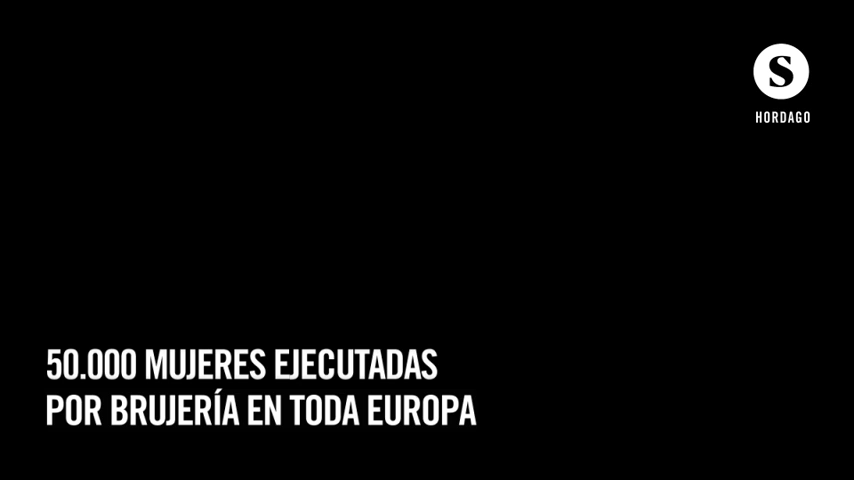 S
HORDAGO
50.000 MUJERES EJECUTADAS
POR BRUJERÍA EN TODA EUROPA